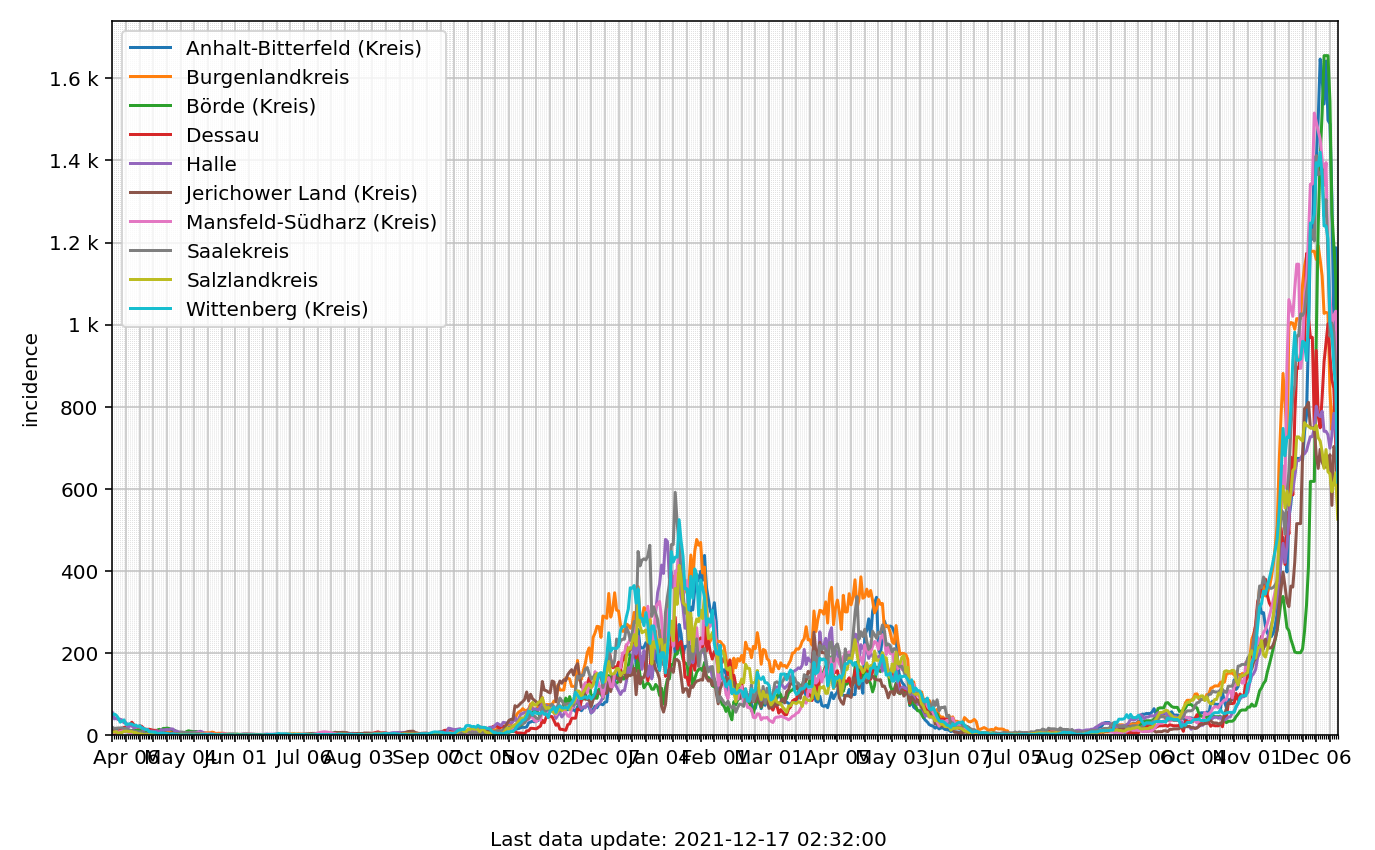 Anhalt-Bitterfeld (Kreis)
Burgenlandkreis
Börde (Kreis)
Dessau
Halle
Jerichower Land (Kreis)
Mansfeld-Südharz (Kreis)
Saalekreis
Salzlandkreis
Wittenberg (Kreis)
incidence
1.6 k
1.4 k
1.2 k
1 k
800
600
400
200
0
Apr 06 May 04 Jun 01 Jul 06 Aug 03 Sep 07 Oct 05 Nov 02 Dec 07 Jan 04 Feb 01 Mar 01 Apr 05 May 03 Jun 07 Jul 05 Aug 02 Sep 06 Oct 04 Nov 01 Dec 06
Last data update: 2021-12-17 02:32:00